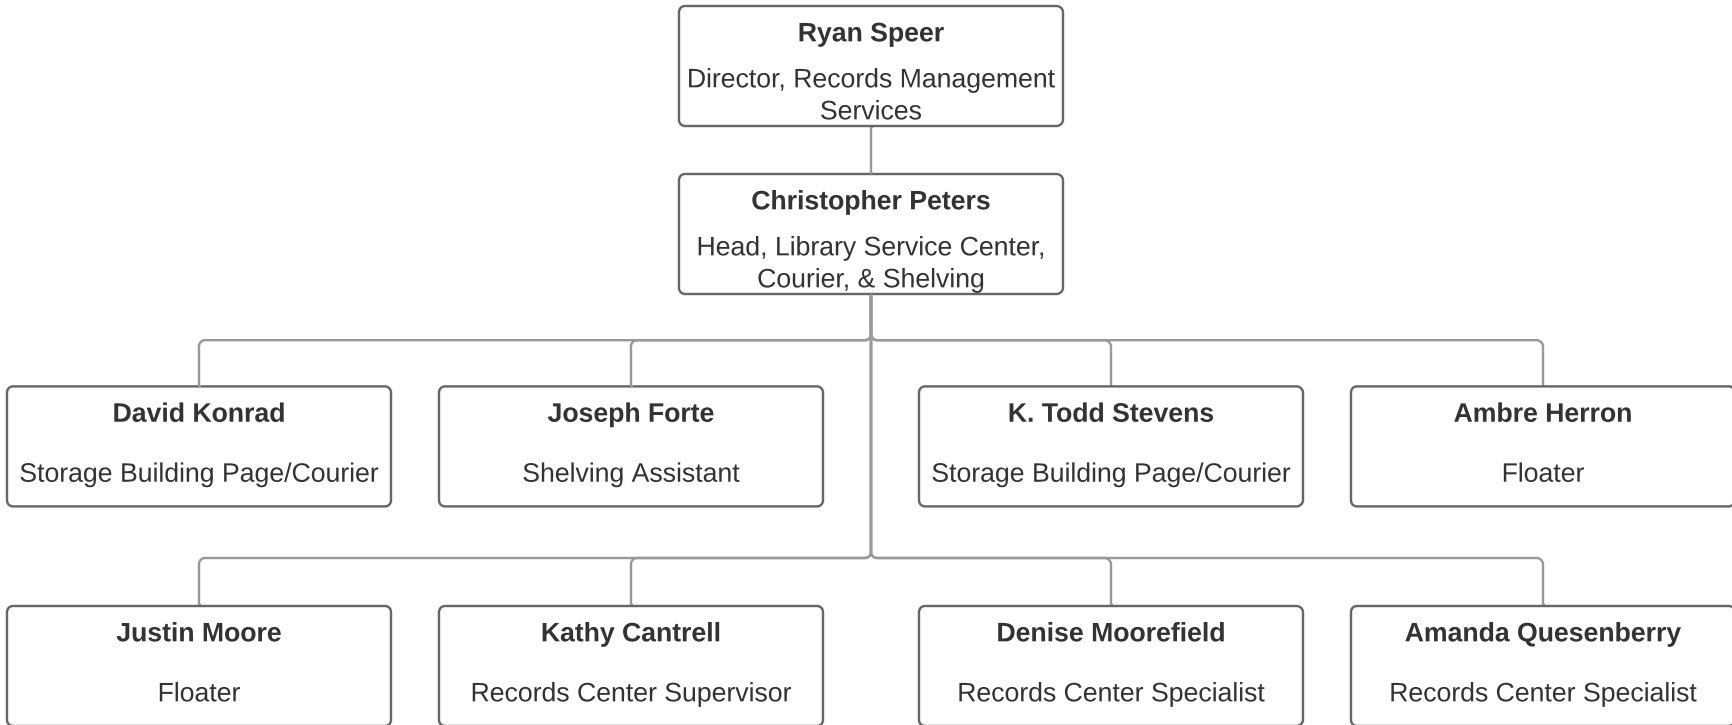 Ryan Speer
Director, Records Management
Services
Christopher Peters
Head, Library Service Center,
Courier, & Shelving
David Konrad
Storage Building Page/Courier
Joseph Forte
Shelving Assistant
K. Todd Stevens
Storage Building Page/Courier
Ambre Herron
Floater
Justin Moore
Floater
Kathy Cantrell
Records Center Supervisor
Denise Moorefield
Records Center Specialist
Amanda Quesenberry
Records Center Specialist